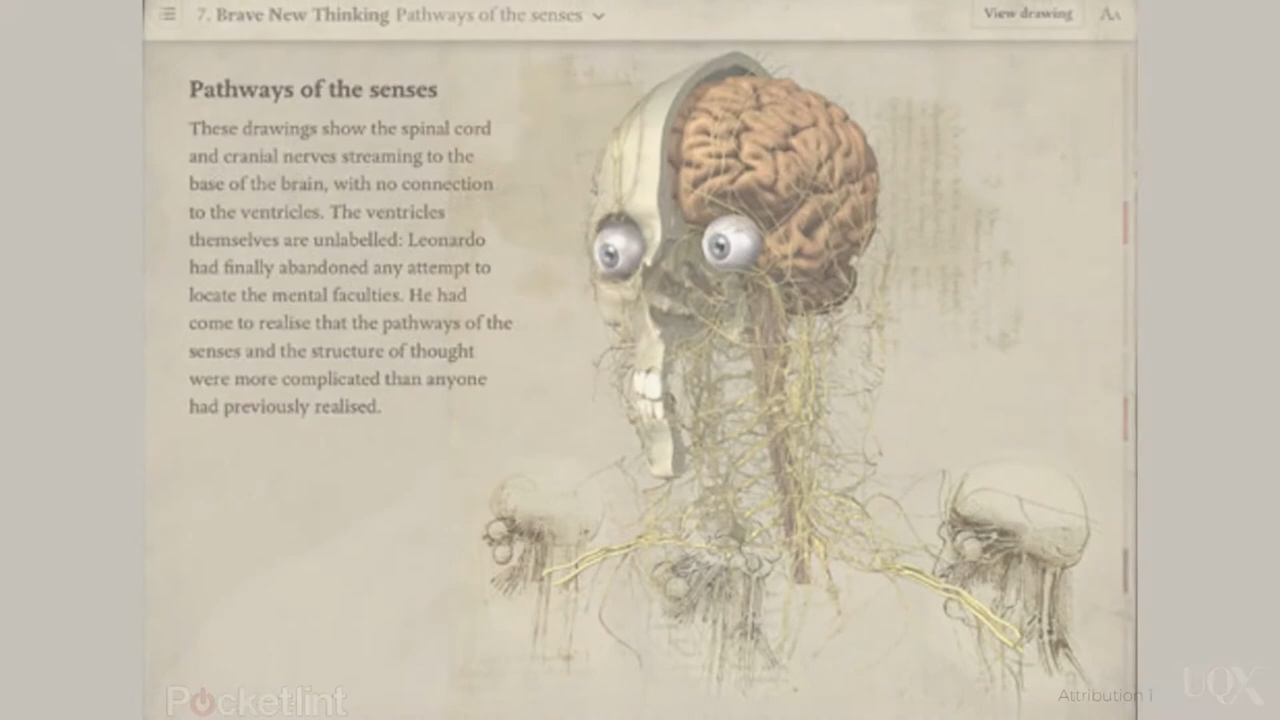 7. Brave New Thinking Pathways of the senses
View drawing
AA
Pathways of the senses
These drawings show the spinal cord
and cranial nerves streaming to the
base of the brain, with no connection
to the ventricles. The ventricles
themselves are unlabelled: Leonardo
had finally abandoned any attempt to
locate the mental faculties. He had
come to realise that the pathways of the
senses and the structure of thought
were more complicated than anyone
had previously realised.
Pocketlint
Attribution 1
UQX